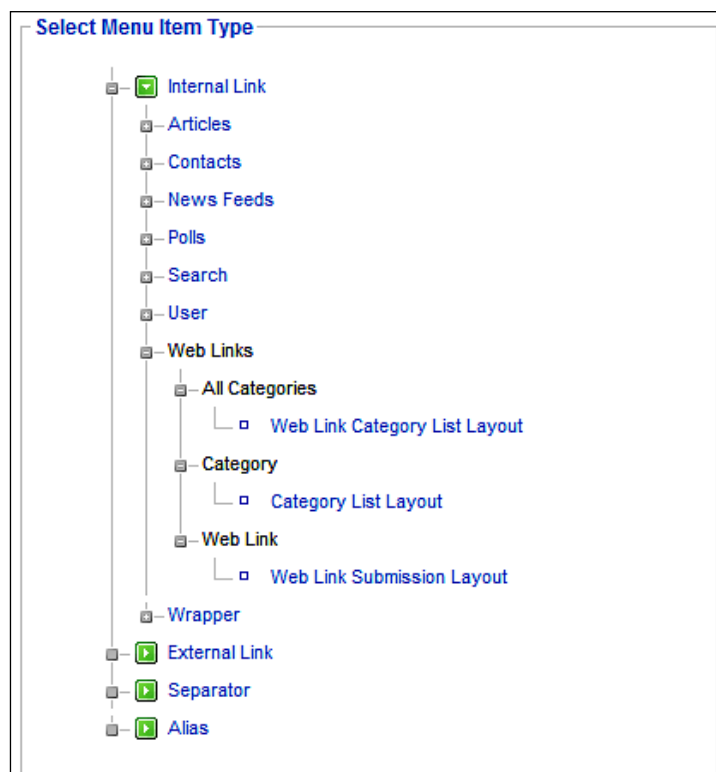 Select Menu Item Type
Internal Link
Articles
Contacts
News Feeds
Polls
Search
User
Web Links
All Categories
Web Link Category List Layout
Category
Category List Layout
Web Link
Web Link Submission Layout
Wrapper
External Link
Separator
Alias